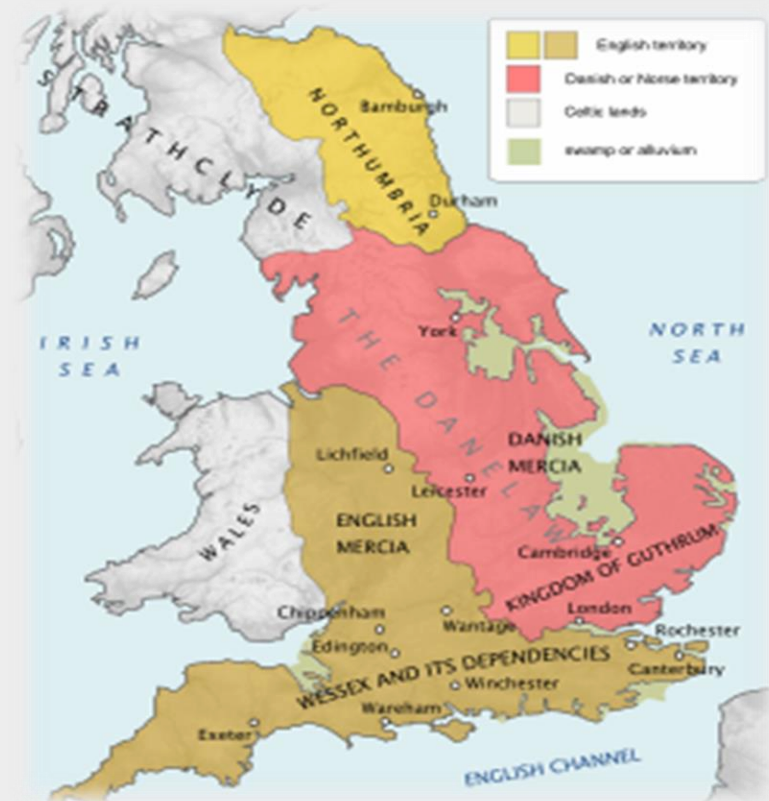 English territory
Danish or Norse territory
Celtic lands
swamp or alluvium
STRATHCLYDE
NORTHUMBRIA
Bamburgh
Durham
IRISH
SEA
NORTH
SEA
York
THE DANELAW
DANISH
MERCIA
Lichfield
Leicester
ENGLISH
MERCIA
WALES
Cambridge
KINGDOM OF GUTHRUM
Chippenham
Wantage
London
Rochester
Edington
WESSEX AND ITS DEPENDENCIES
Canterbury
Winchester
Wareham
Exeter
ENGLISH CHANNEL